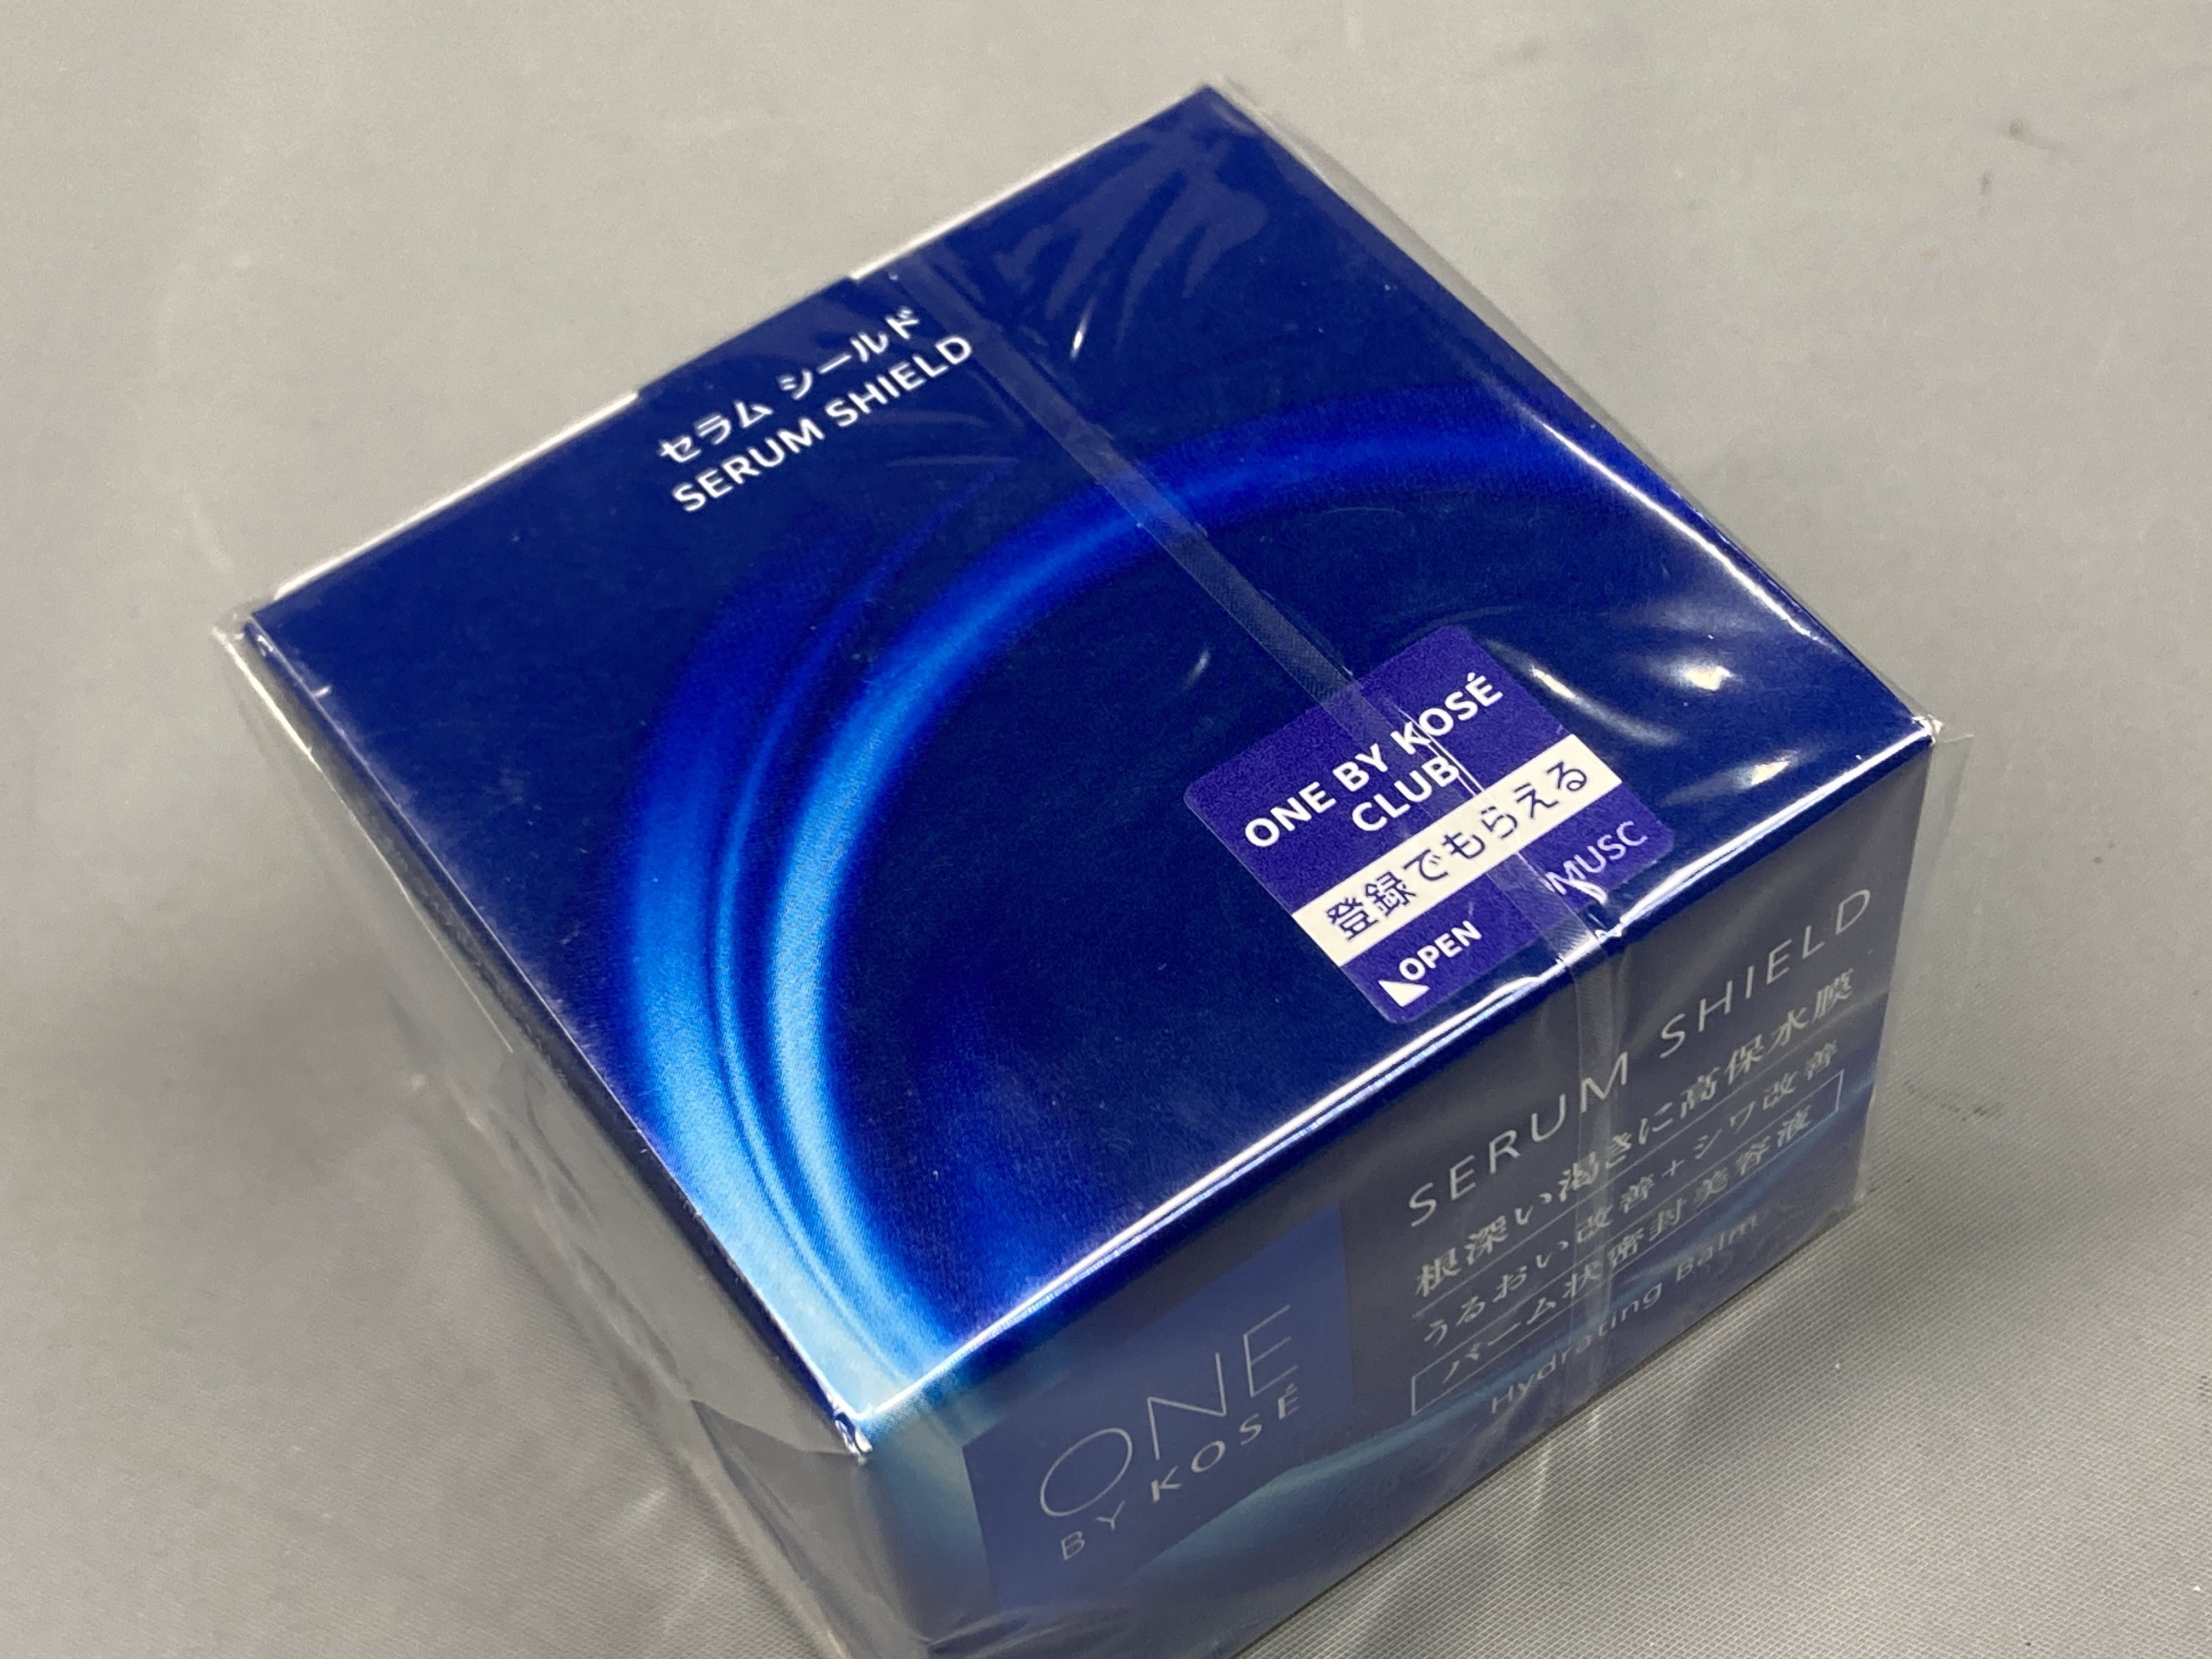 セラム シールド
SERUM SHIELD
ONE BY KOSÉ
CLUB
登録でもらえる
OPEN
MUSC
SERUM SHIELD
根深い渇きに高保水膜
うるおい改善+シワ改善
バーム状密封美容液
Hydrating Balm
ONE
BY KOSÉ